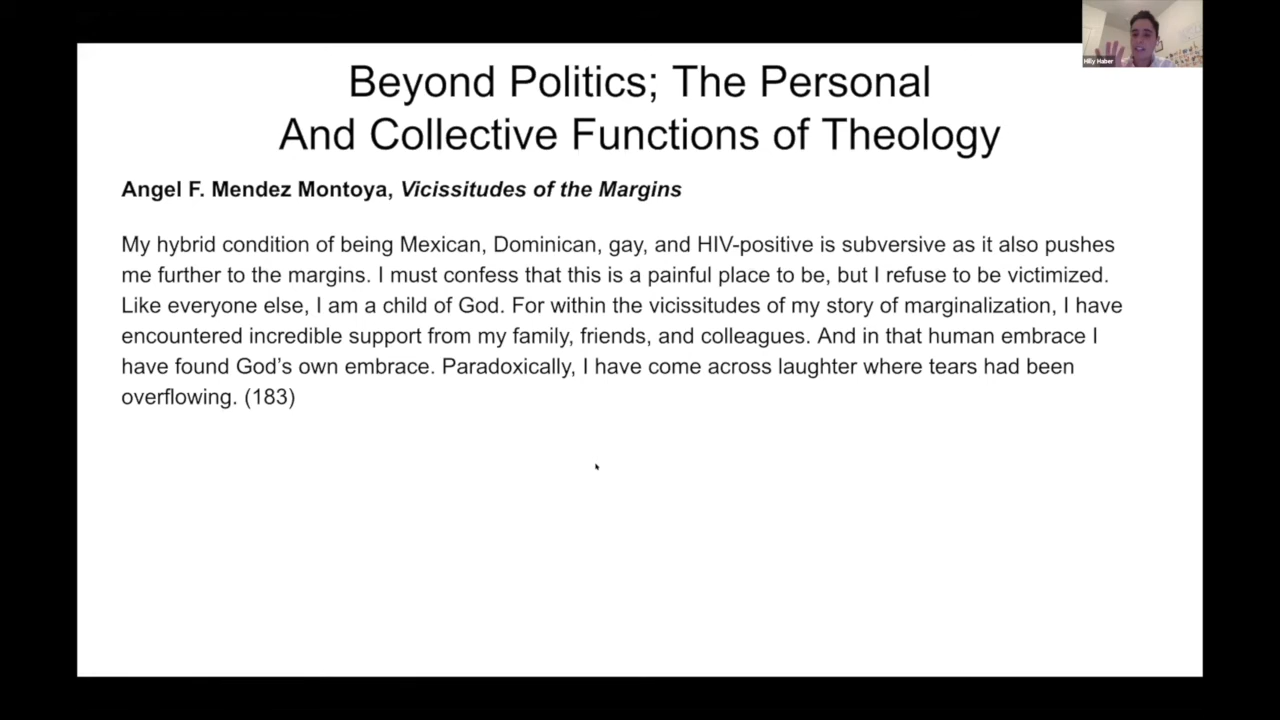 Beyond Politics; The Personal
And Collective Functions of Theology
Hilly Haber
Angel F. Mendez Montoya, Vicissitudes of the Margins
My hybrid condition of being Mexican, Dominican, gay, and HIV-positive is subversive as it also pushes
me further to the margins. I must confess that this is a painful place to be, but I refuse to be victimized.
Like everyone else, I am a child of God. For within the vicissitudes of my story of marginalization, I have
encountered incredible support from my family, friends, and colleagues. And in that human embrace I
have found God's own embrace. Paradoxically, I have come across laughter where tears had been
overflowing. (183)